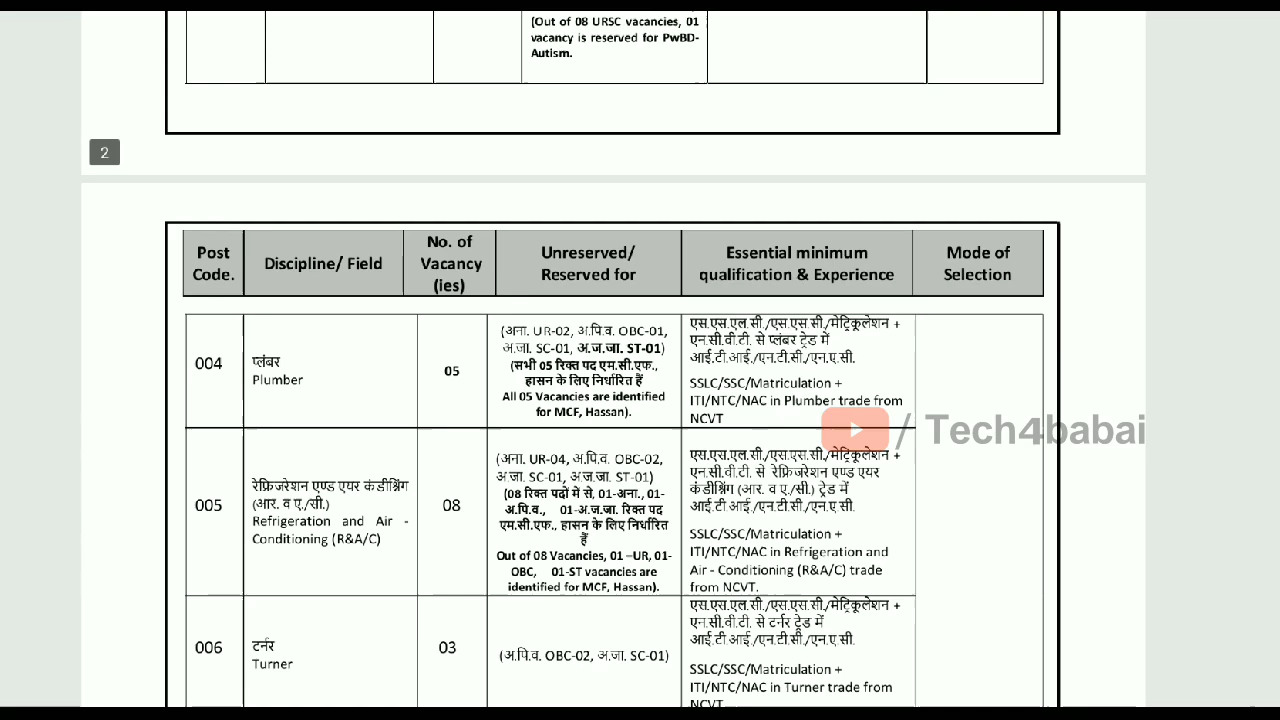 (Out of 08 URSC vacancies, 01
vacancy is reserved for PwBD-
Autism.
2
Post
Code.
Discipline/ Field
No. of
Vacancy
(ies)
Unreserved/
Reserved for
Essential minimum
qualification & Experience
Mode of
Selection
004
प्लंबर
Plumber
05
(अना. UR-02, अ.पि.व. OBC-01,
अ.जा. SC-01, अ.ज.जा. ST-01)
(सभी 05 रिक्त पद एम.सी.एफ.,
हासन के लिए निर्धारित हैं
All 05 Vacancies are identified
for MCF, Hassan).
एस.एस.एल.सी./एस.एस.सी./मेट्रिकूलेशन +
एन.सी.वी.टी. से प्लंबर ट्रेड में
आई.टी.आई./एन.टी.सी./एन.ए.सी.
SSLC/SSC/Matriculation +
ITI/NTC/NAC in Plumber trade from
NCVT
/ Tech4babai
005
रेफ्रिजरेशन एण्ड एयर कंडीश्निंग
(आर. व ए./सी.)
Refrigeration and Air -
Conditioning (R&A/C)
08
(अना. UR-04, अ.पि.व. OBC-02,
अ.जा. SC-01, अ.ज.जा. ST-01)
(08 रिक्त पदों में से, 01-अना., 01-
अ.पि.व., 01-अ.ज.जा. रिक्त पद
एम.सी.एफ., हासन के लिए निर्धारित
हैं
Out of 08 Vacancies, 01 –UR, 01-
OBC, 01-ST vacancies are
identified for MCF, Hassan).
एस.एस.एल.सी./एस.एस.सी./मेट्रिकूलेशन +
एन.सी.वी.टी. से रेफ्रिजरेशन एण्ड एयर
कंडीश्निंग (आर. व ए./सी.) ट्रेड में
आई.टी आई./एन.टी.सी./एन.ए सी.
SSLC/SSC/Matriculation +
ITI/NTC/NAC in Refrigeration and
Air - Conditioning (R&A/C) trade
from NCVT.
006
टर्नर
Turner
03
(अ.पि.व. OBC-02, अ.जा. SC-01)
एस.एस.एल.सी./एस.एस.सी./मेट्रिकूलेशन +
एन.सी.वी.टी. से टर्नर ट्रेड में
आई.टी.आई./एन.टी.सी./एन.ए.सी.
SSLC/SSC/Matriculation +
ITI/NTC/NAC in Turner trade from
NCVT